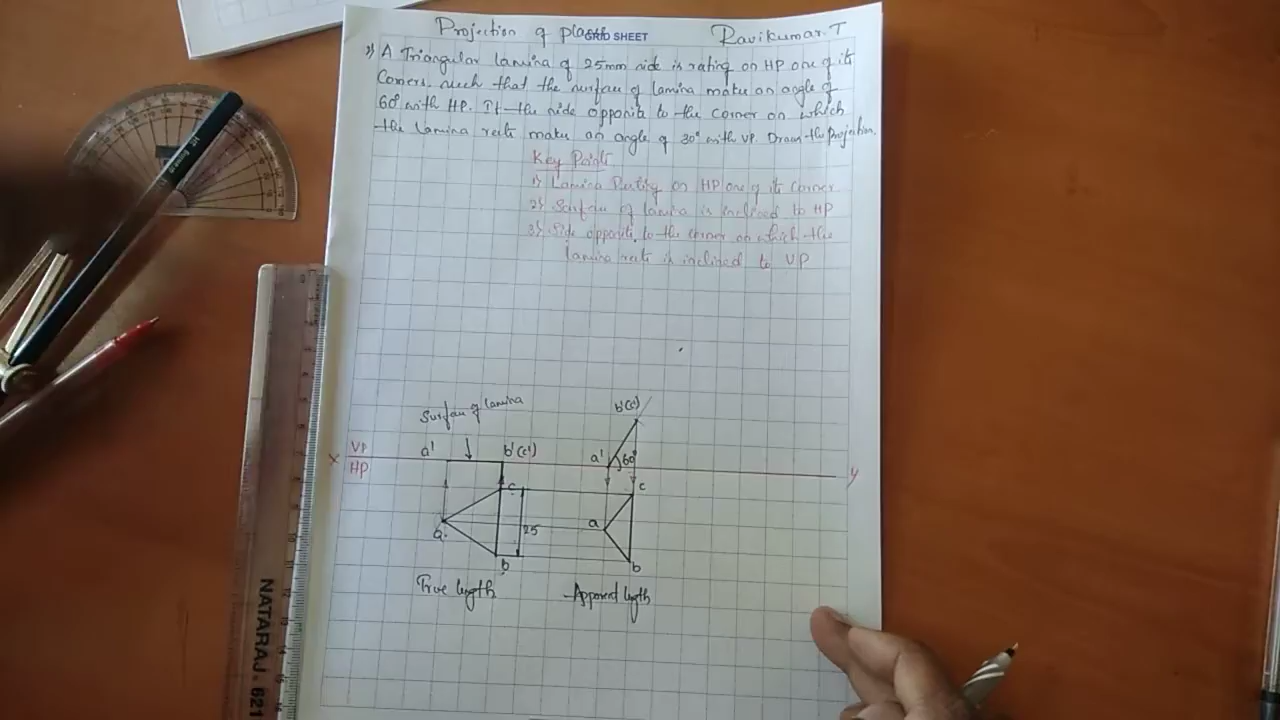 Projection of plane GRID SHEET Ravikumar.T
2) A Triangular lamina of 25mm side is resting on HP one of its
Corners. such that the surface of lamina make an angle of
60° with HP. If the side opposite to the corner on which
the lamina rests make an angle of 30° with VP. Draw the projection.
Key Points
1) Lamina Resting on HP one of its corner
2) Surface of lamina is inclined to HP
3) Side opposite to the corner on which the
lamina rests is inclined to VP
Surface of lamina
b'(c')
a' b'(c') a' 60°
VP
X HP y
c c
a a
25
b b
True length Apparent length
NATARAJ 621